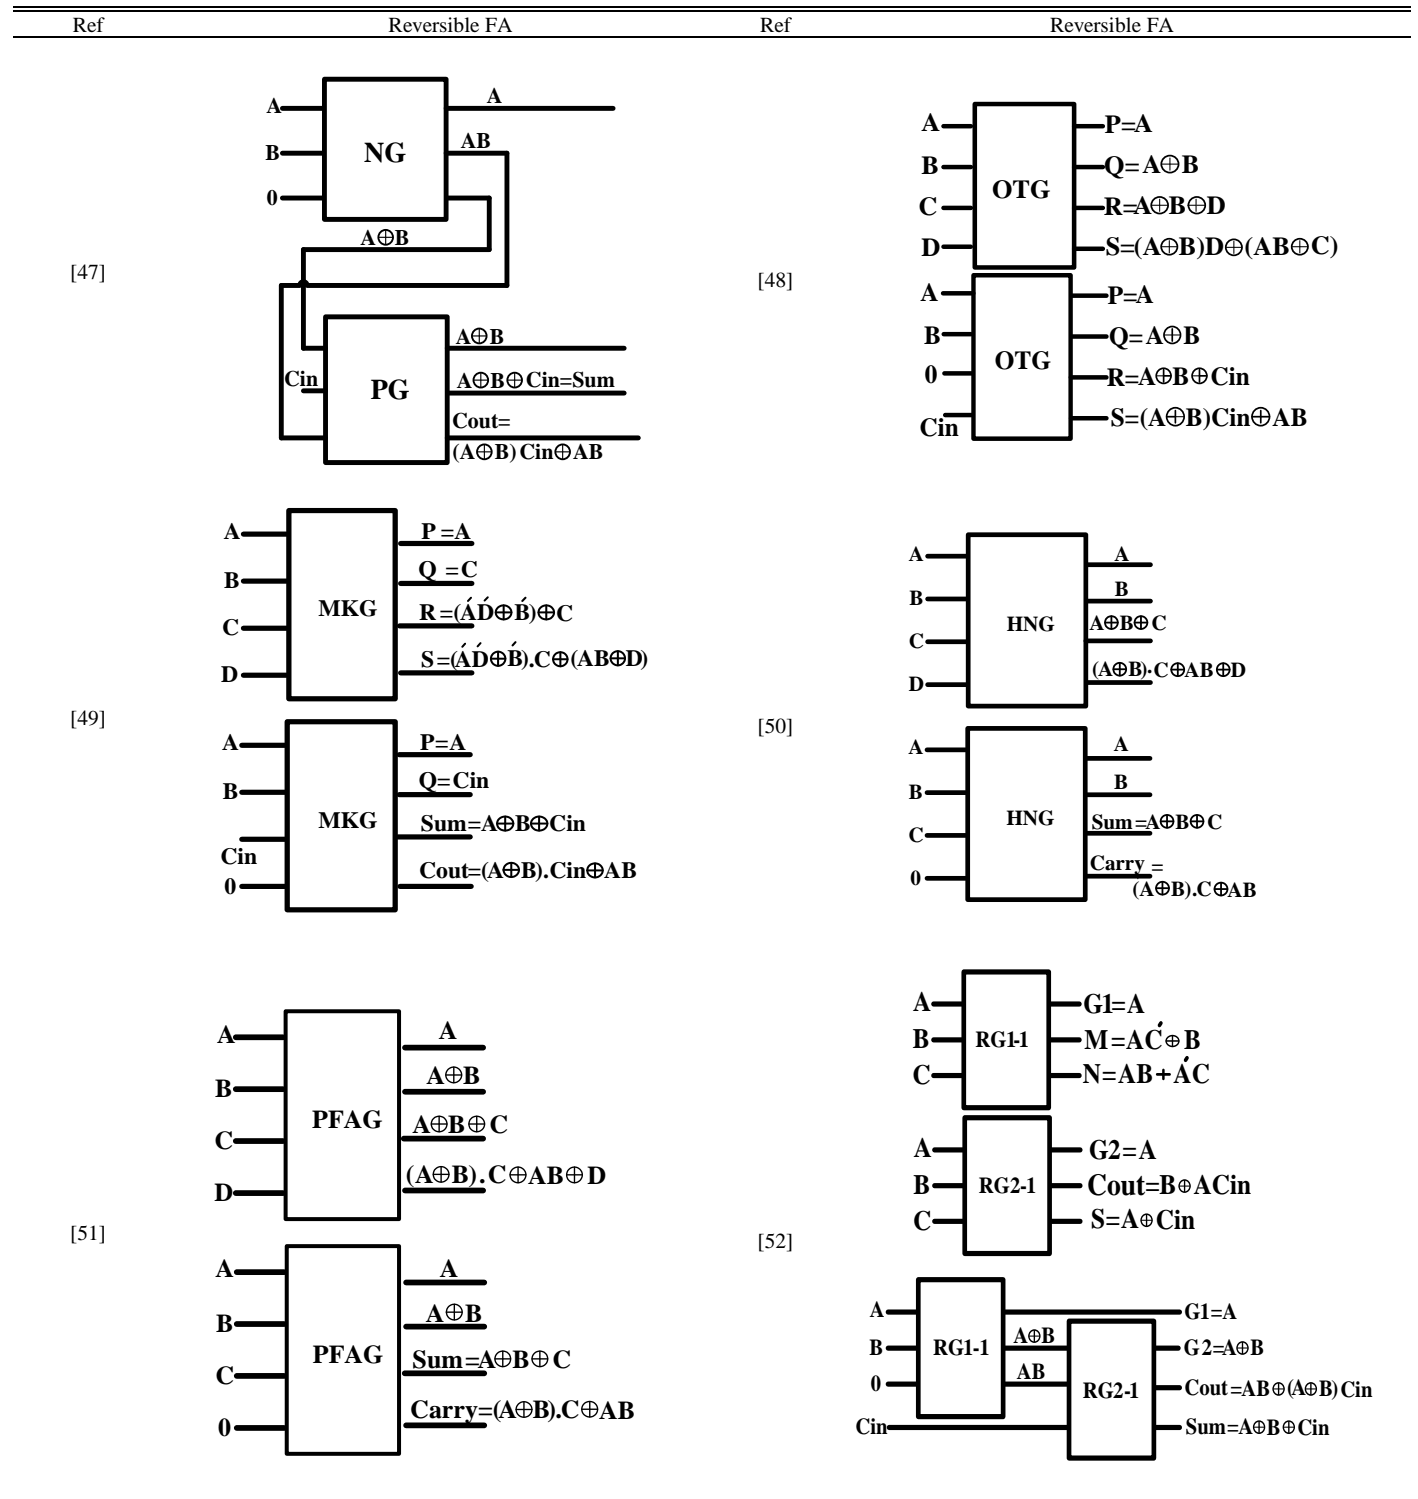 Ref Reversible FA Ref Reversible FA
[47]
A
B
0
NG
A
AB
A⊕B
Cin
PG
A⊕B
A⊕B⊕Cin=Sum
Cout=
(A⊕B) Cin⊕AB
[48]
A
B
C
D
OTG
P=A
Q=A⊕B
R=A⊕B⊕D
S=(A⊕B)D⊕(AB⊕C)
A
B
0
Cin
OTG
P=A
Q=A⊕B
R=A⊕B⊕Cin
S=(A⊕B)Cin⊕AB
[49]
A
B
C
D
MKG
P=A
Q=C
R=(Á́D́⊕B́)⊕C
S=(ÁD́⊕B́).C⊕(AB⊕D)
A
B
Cin
0
MKG
P=A
Q=Cin
Sum=A⊕B⊕Cin
Cout=(A⊕B).Cin⊕AB
[50]
A
B
C
D
HNG
A
B
A⊕B⊕C
(A⊕B)·C⊕AB⊕D
A
B
C
0
HNG
A
B
Sum=A⊕B⊕C
Carry =
(A⊕B).C⊕AB
[51]
A
B
C
D
PFAG
A
A⊕B
A⊕B⊕C
(A⊕B).C⊕AB⊕D
A
B
C
0
PFAG
A
A⊕B
Sum=A⊕B⊕C
Carry=(A⊕B).C⊕AB
[52]
A
B
C
RG1-1
G1=A
M=AĆ⊕B
N=AB+ÁC
A
B
C
RG2-1
G2=A
Cout=B⊕ACin
S=A⊕Cin
A
B
0
Cin
RG1-1
A⊕B
AB
RG2-1
G1=A
G2=A⊕B
Cout=AB⊕(A⊕B)Cin
Sum=A⊕B⊕Cin